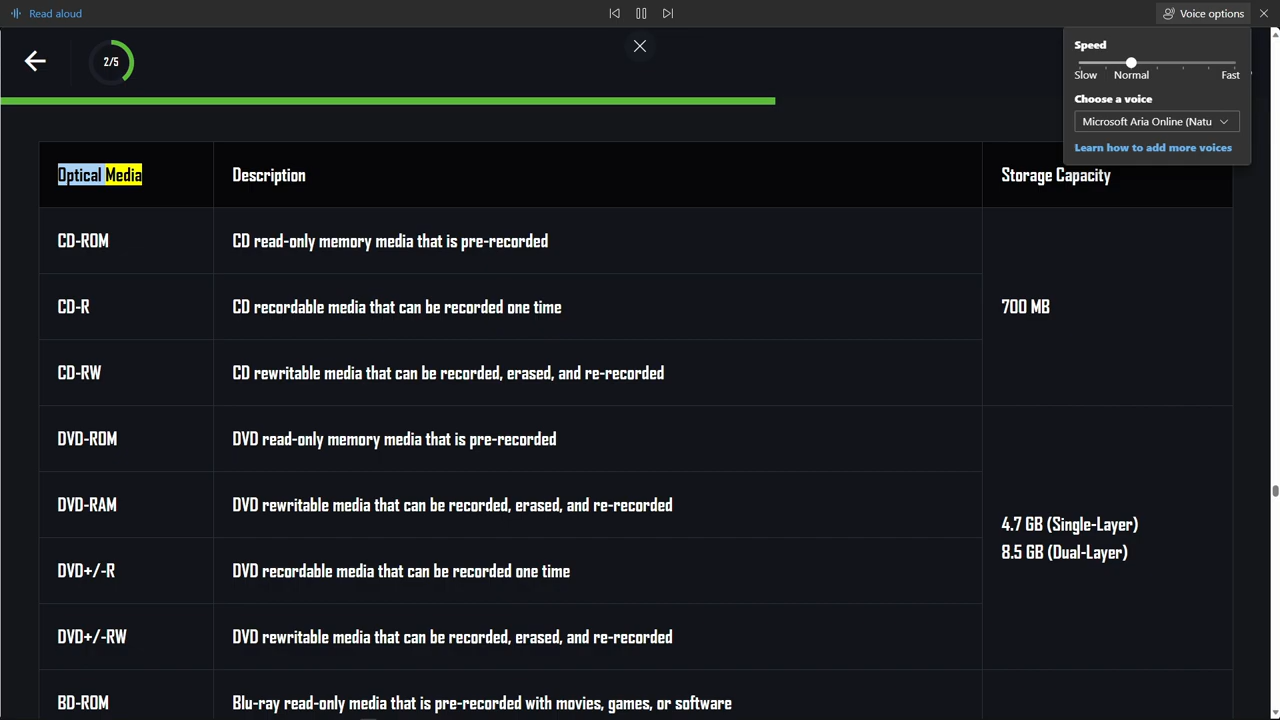 Read aloud
Voice options
Speed
Slow Normal Fast
Choose a voice
Microsoft Aria Online (Natu
Learn how to add more voices
2/5
Optical Media Description Storage Capacity
CD-ROM CD read-only memory media that is pre-recorded
CD-R CD recordable media that can be recorded one time 700 MB
CD-RW CD rewritable media that can be recorded, erased, and re-recorded
DVD-ROM DVD read-only memory media that is pre-recorded
DVD-RAM DVD rewritable media that can be recorded, erased, and re-recorded
4.7 GB (Single-Layer)
8.5 GB (Dual-Layer)
DVD+/-R DVD recordable media that can be recorded one time
DVD+/-RW DVD rewritable media that can be recorded, erased, and re-recorded
BD-ROM Blu-ray read-only media that is pre-recorded with movies, games, or software